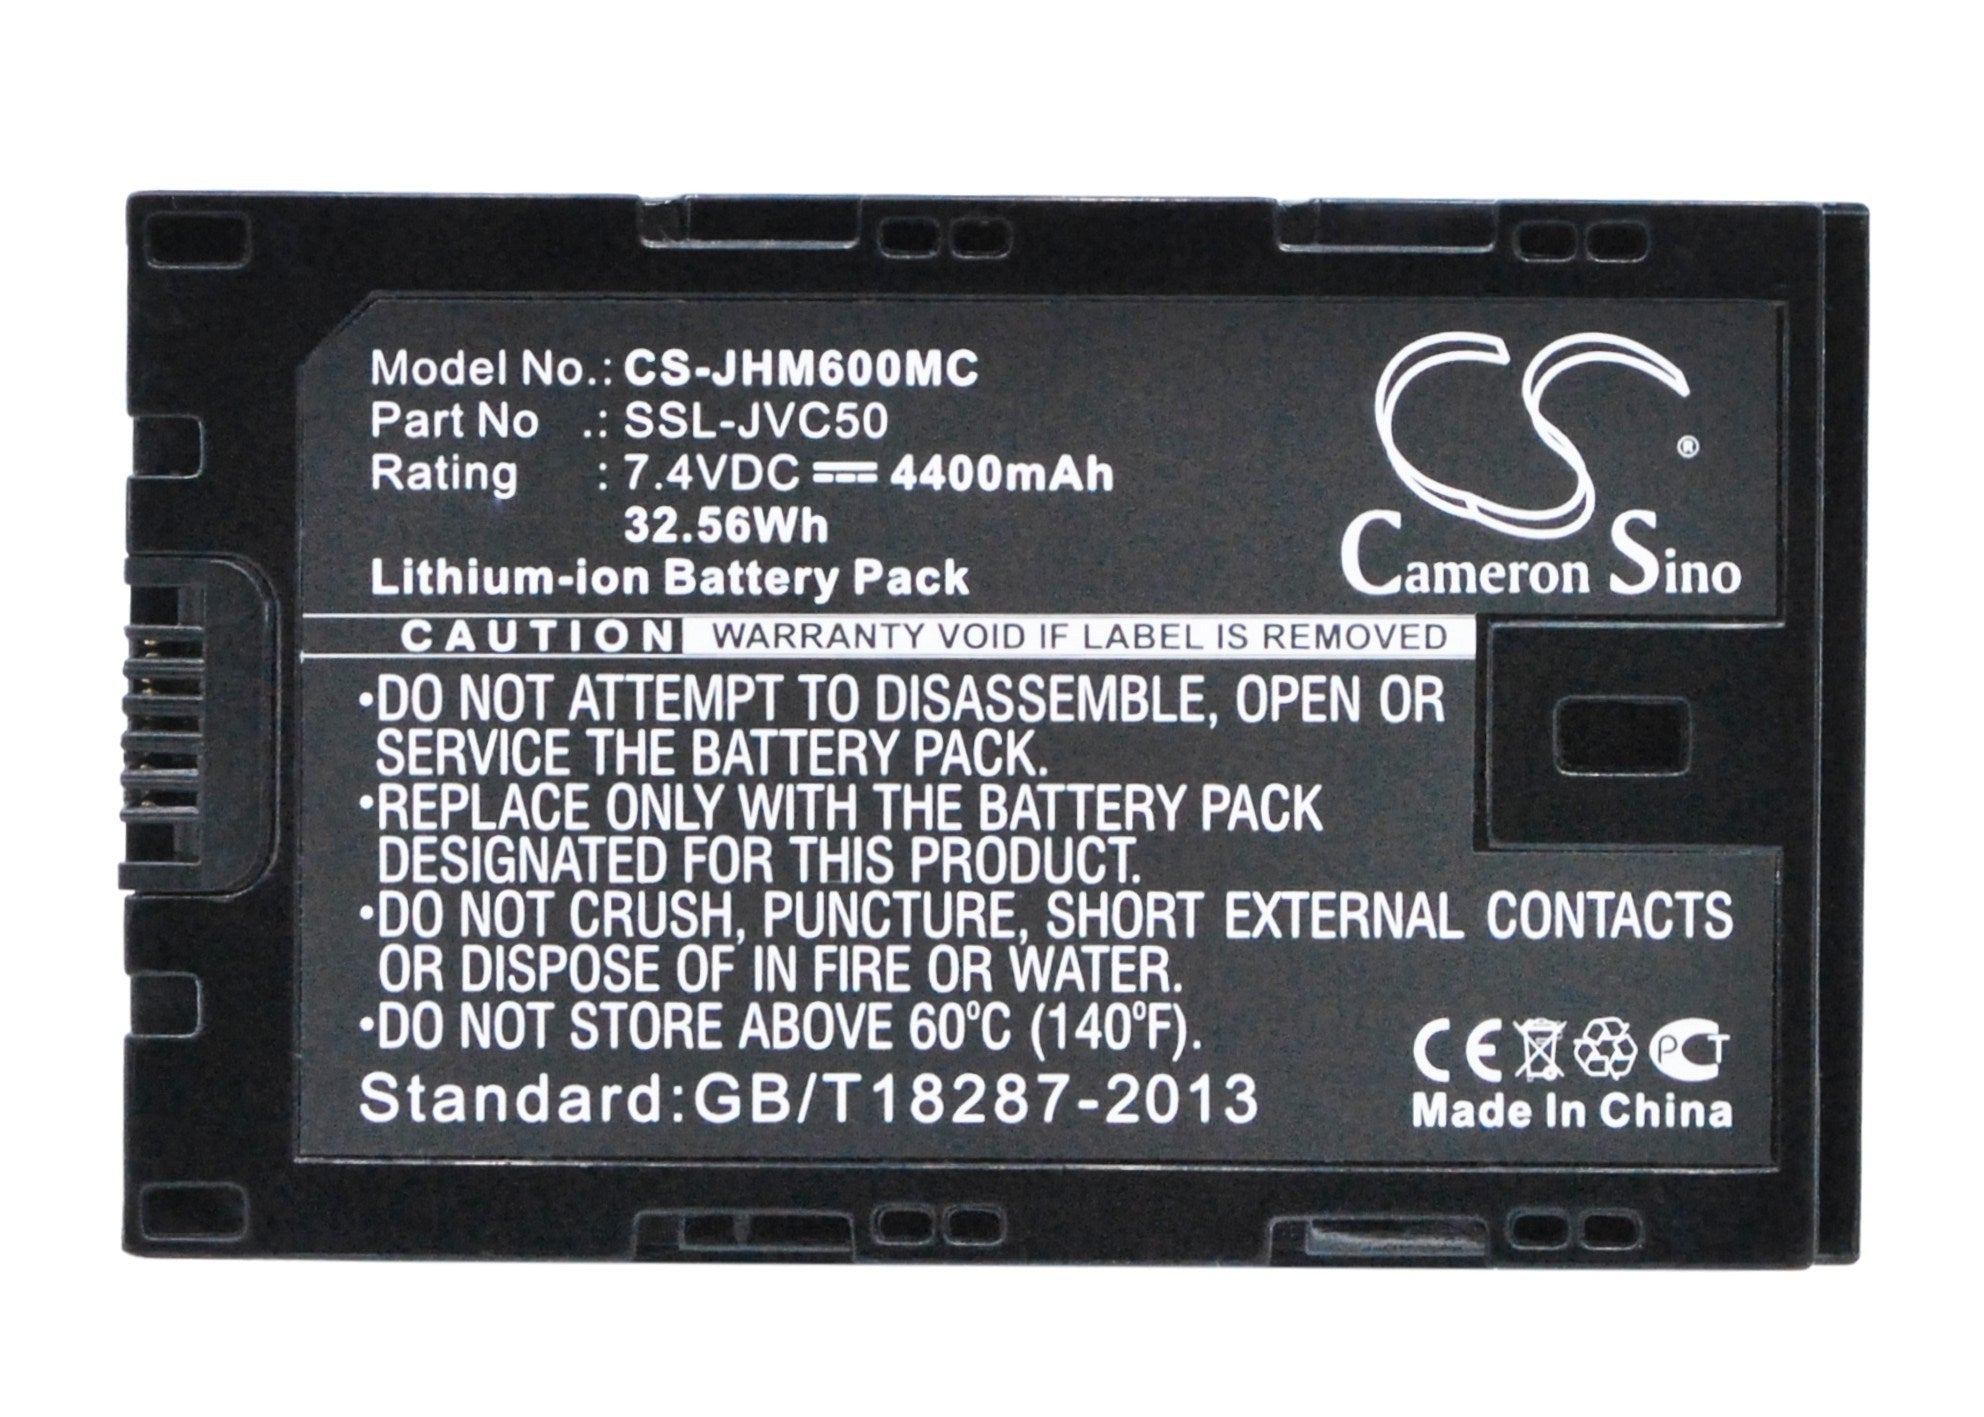 Model No.: CS-JHM600MC
Part No .: SSL-JVC50
Rating : 7.4VDC 4400mAh
32.56Wh
Lithium-ion Battery Pack
CS ®
Cameron Sino
CAUTION WARRANTY VOID IF LABEL IS REMOVED
•DO NOT ATTEMPT TO DISASSEMBLE, OPEN OR
SERVICE THE BATTERY PACK.
•REPLACE ONLY WITH THE BATTERY PACK
DESIGNATED FOR THIS PRODUCT.
•DO NOT CRUSH, PUNCTURE, SHORT EXTERNAL CONTACTS
OR DISPOSE OF IN FIRE OR WATER.
•DO NOT STORE ABOVE 60°C (140°F).
Standard:GB/T18287-2013
CE PCT
Made In China